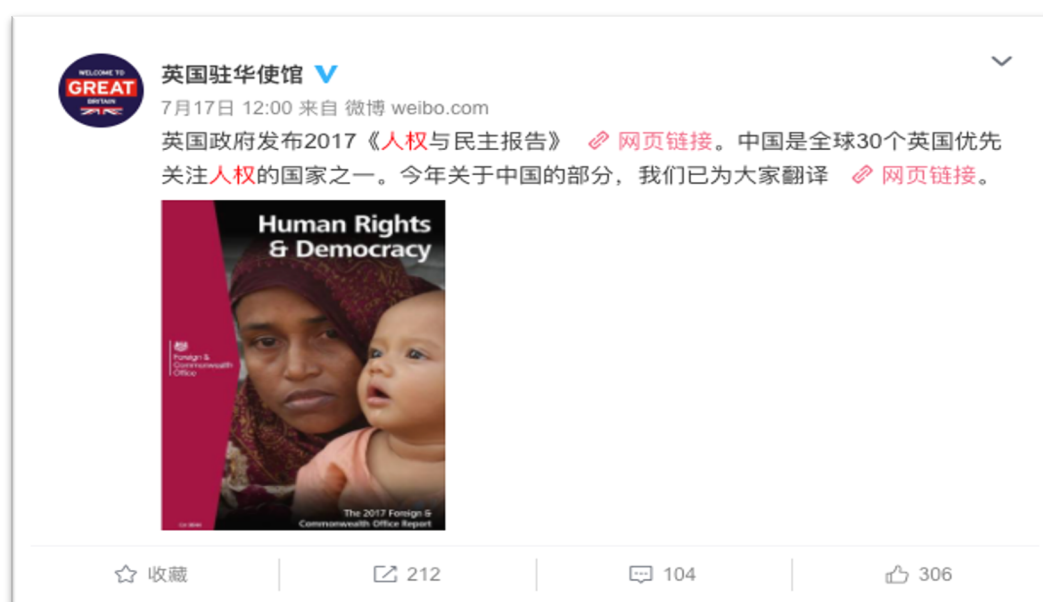 WELCOME TO
GREAT
BRITAIN
英国驻华使馆
7月17日 12:00 来自 微博 weibo.com
英国政府发布2017《人权与民主报告》 网页链接。中国是全球30个英国优先
关注人权的国家之一。今年关于中国的部分，我们已为大家翻译 网页链接。
Human Rights
& Democracy
Foreign &
Commonwealth
Office
The 2017 Foreign &
Commonwealth Office Report
收藏
212
104
306